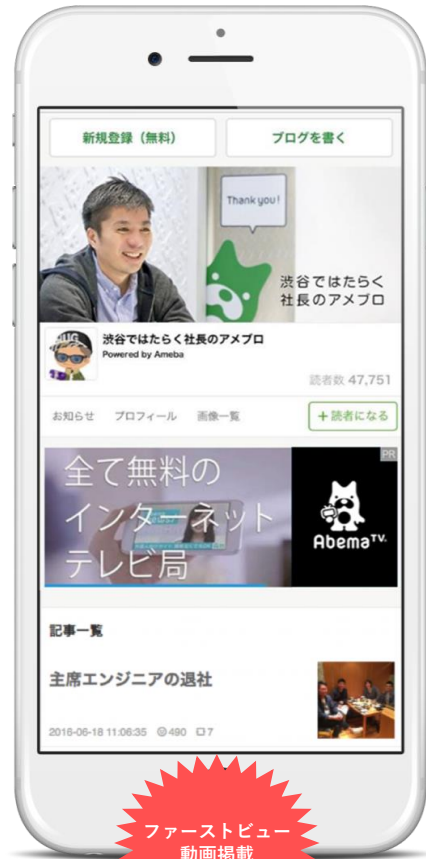 新規登録（無料）
ブログを書く
Thank you!
渋谷ではたらく
社長のアメブロ
渋谷ではたらく社長のアメブロ
Powered by Ameba
読者数 47,751
お知らせ プロフィール 画像一覧
+読者になる
PR
全て無料の
インターネット
テレビ局
AbemaTV.
記事一覧
主席エンジニアの退社
2016-06-18 11:06:35 490 7
ファーストビュー
動画掲載